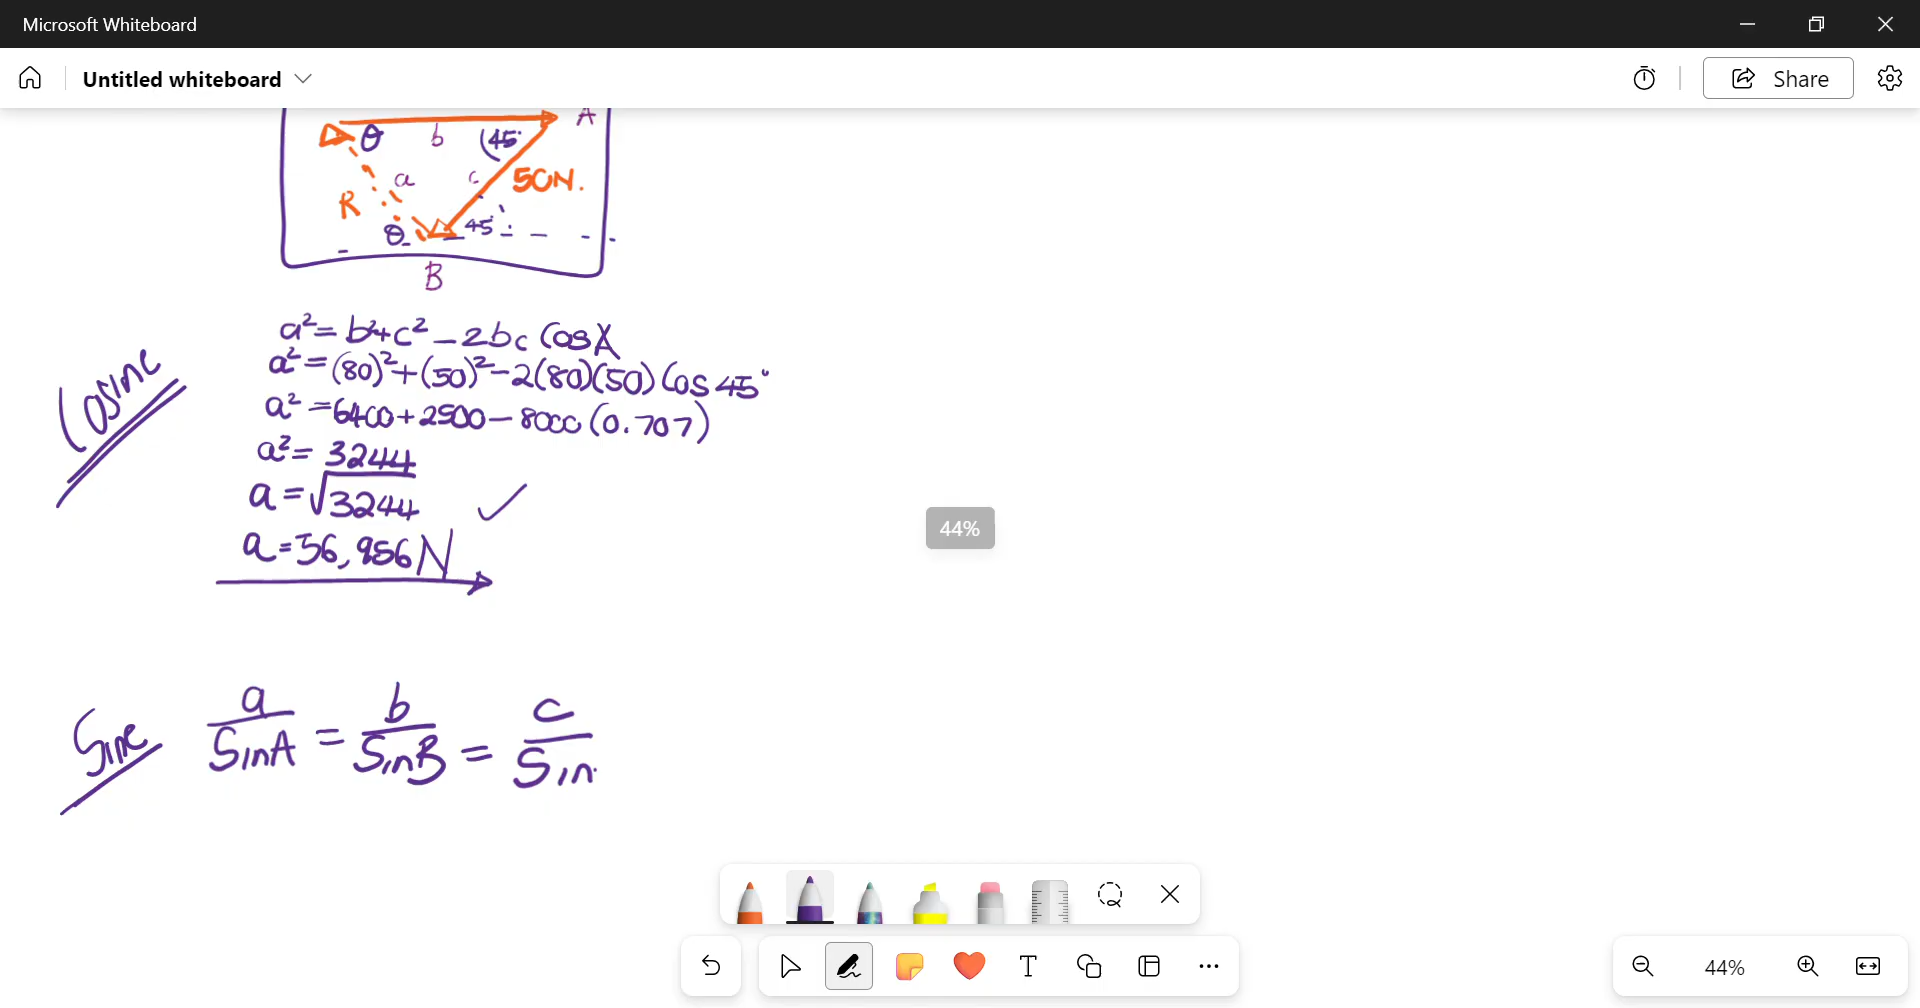 Microsoft Whiteboard
Untitled whiteboard
Share
A
θ b (45°
a c 50N.
R
θ 45°
B
a² = b²+c² - 2bc Cos A
Cosine
a² = (80)²+(50)²-2(80)(50) Cos 45°
a² = 6400+2500-8000(0.707)
a² = 3244
a = √3244 ✓
a = 56,956N
44%
Sine
a/SinA = b/SinB = c/Sin
T
44%